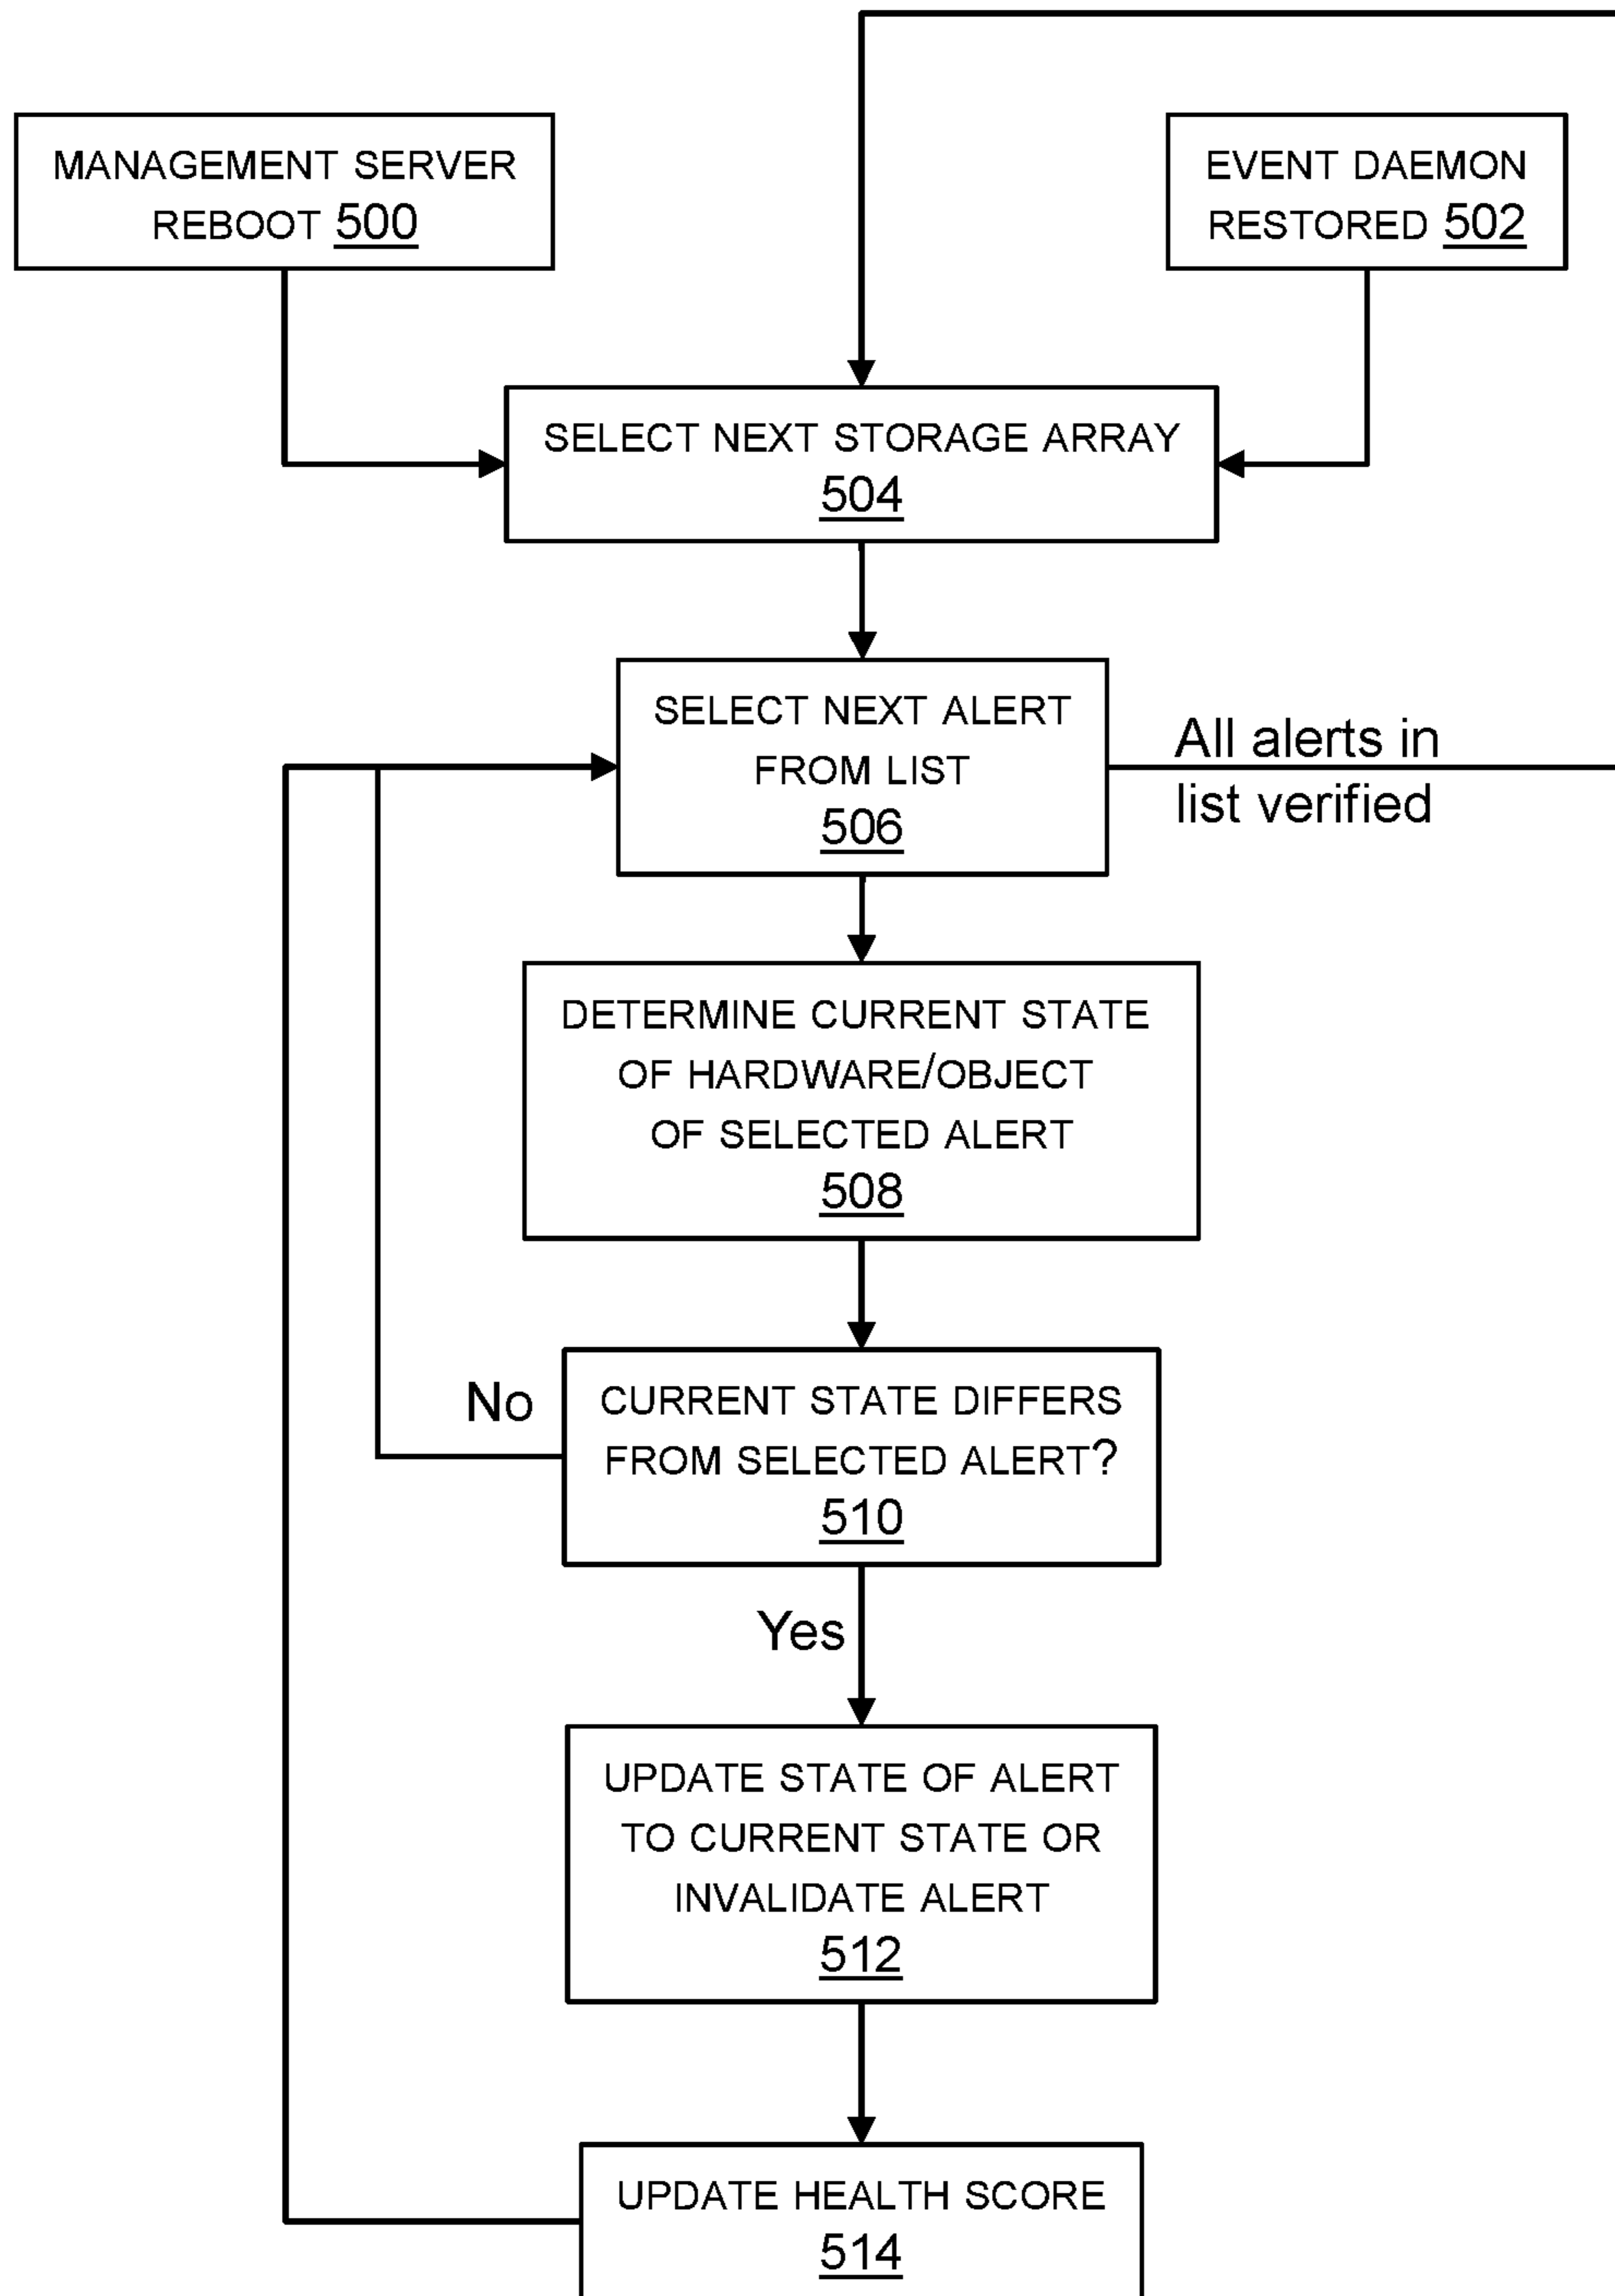 MANAGEMENT SERVER
REBOOT 500
EVENT DAEMON
RESTORED 502
SELECT NEXT STORAGE ARRAY
504
SELECT NEXT ALERT
FROM LIST
506
All alerts in
list verified
DETERMINE CURRENT STATE
OF HARDWARE/OBJECT
OF SELECTED ALERT
508
No
CURRENT STATE DIFFERS
FROM SELECTED ALERT?
510
Yes
UPDATE STATE OF ALERT
TO CURRENT STATE OR
INVALIDATE ALERT
512
UPDATE HEALTH SCORE
514